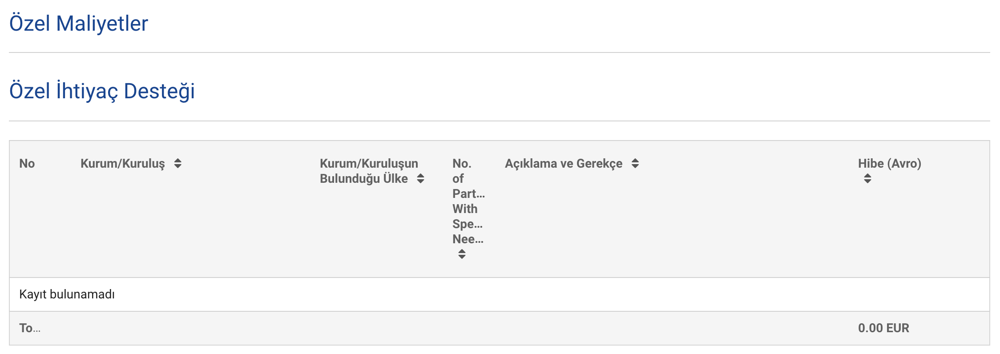 Özel Maliyetler
Özel İhtiyaç Desteği
No
Kurum/Kuruluş
Kurum/Kuruluşun
Bulunduğu Ülke
No.
of
Part...
With
Spe...
Nee...
Açıklama ve Gerekçe
Hibe (Avro)
Kayıt bulunamadı
To...
0.00 EUR